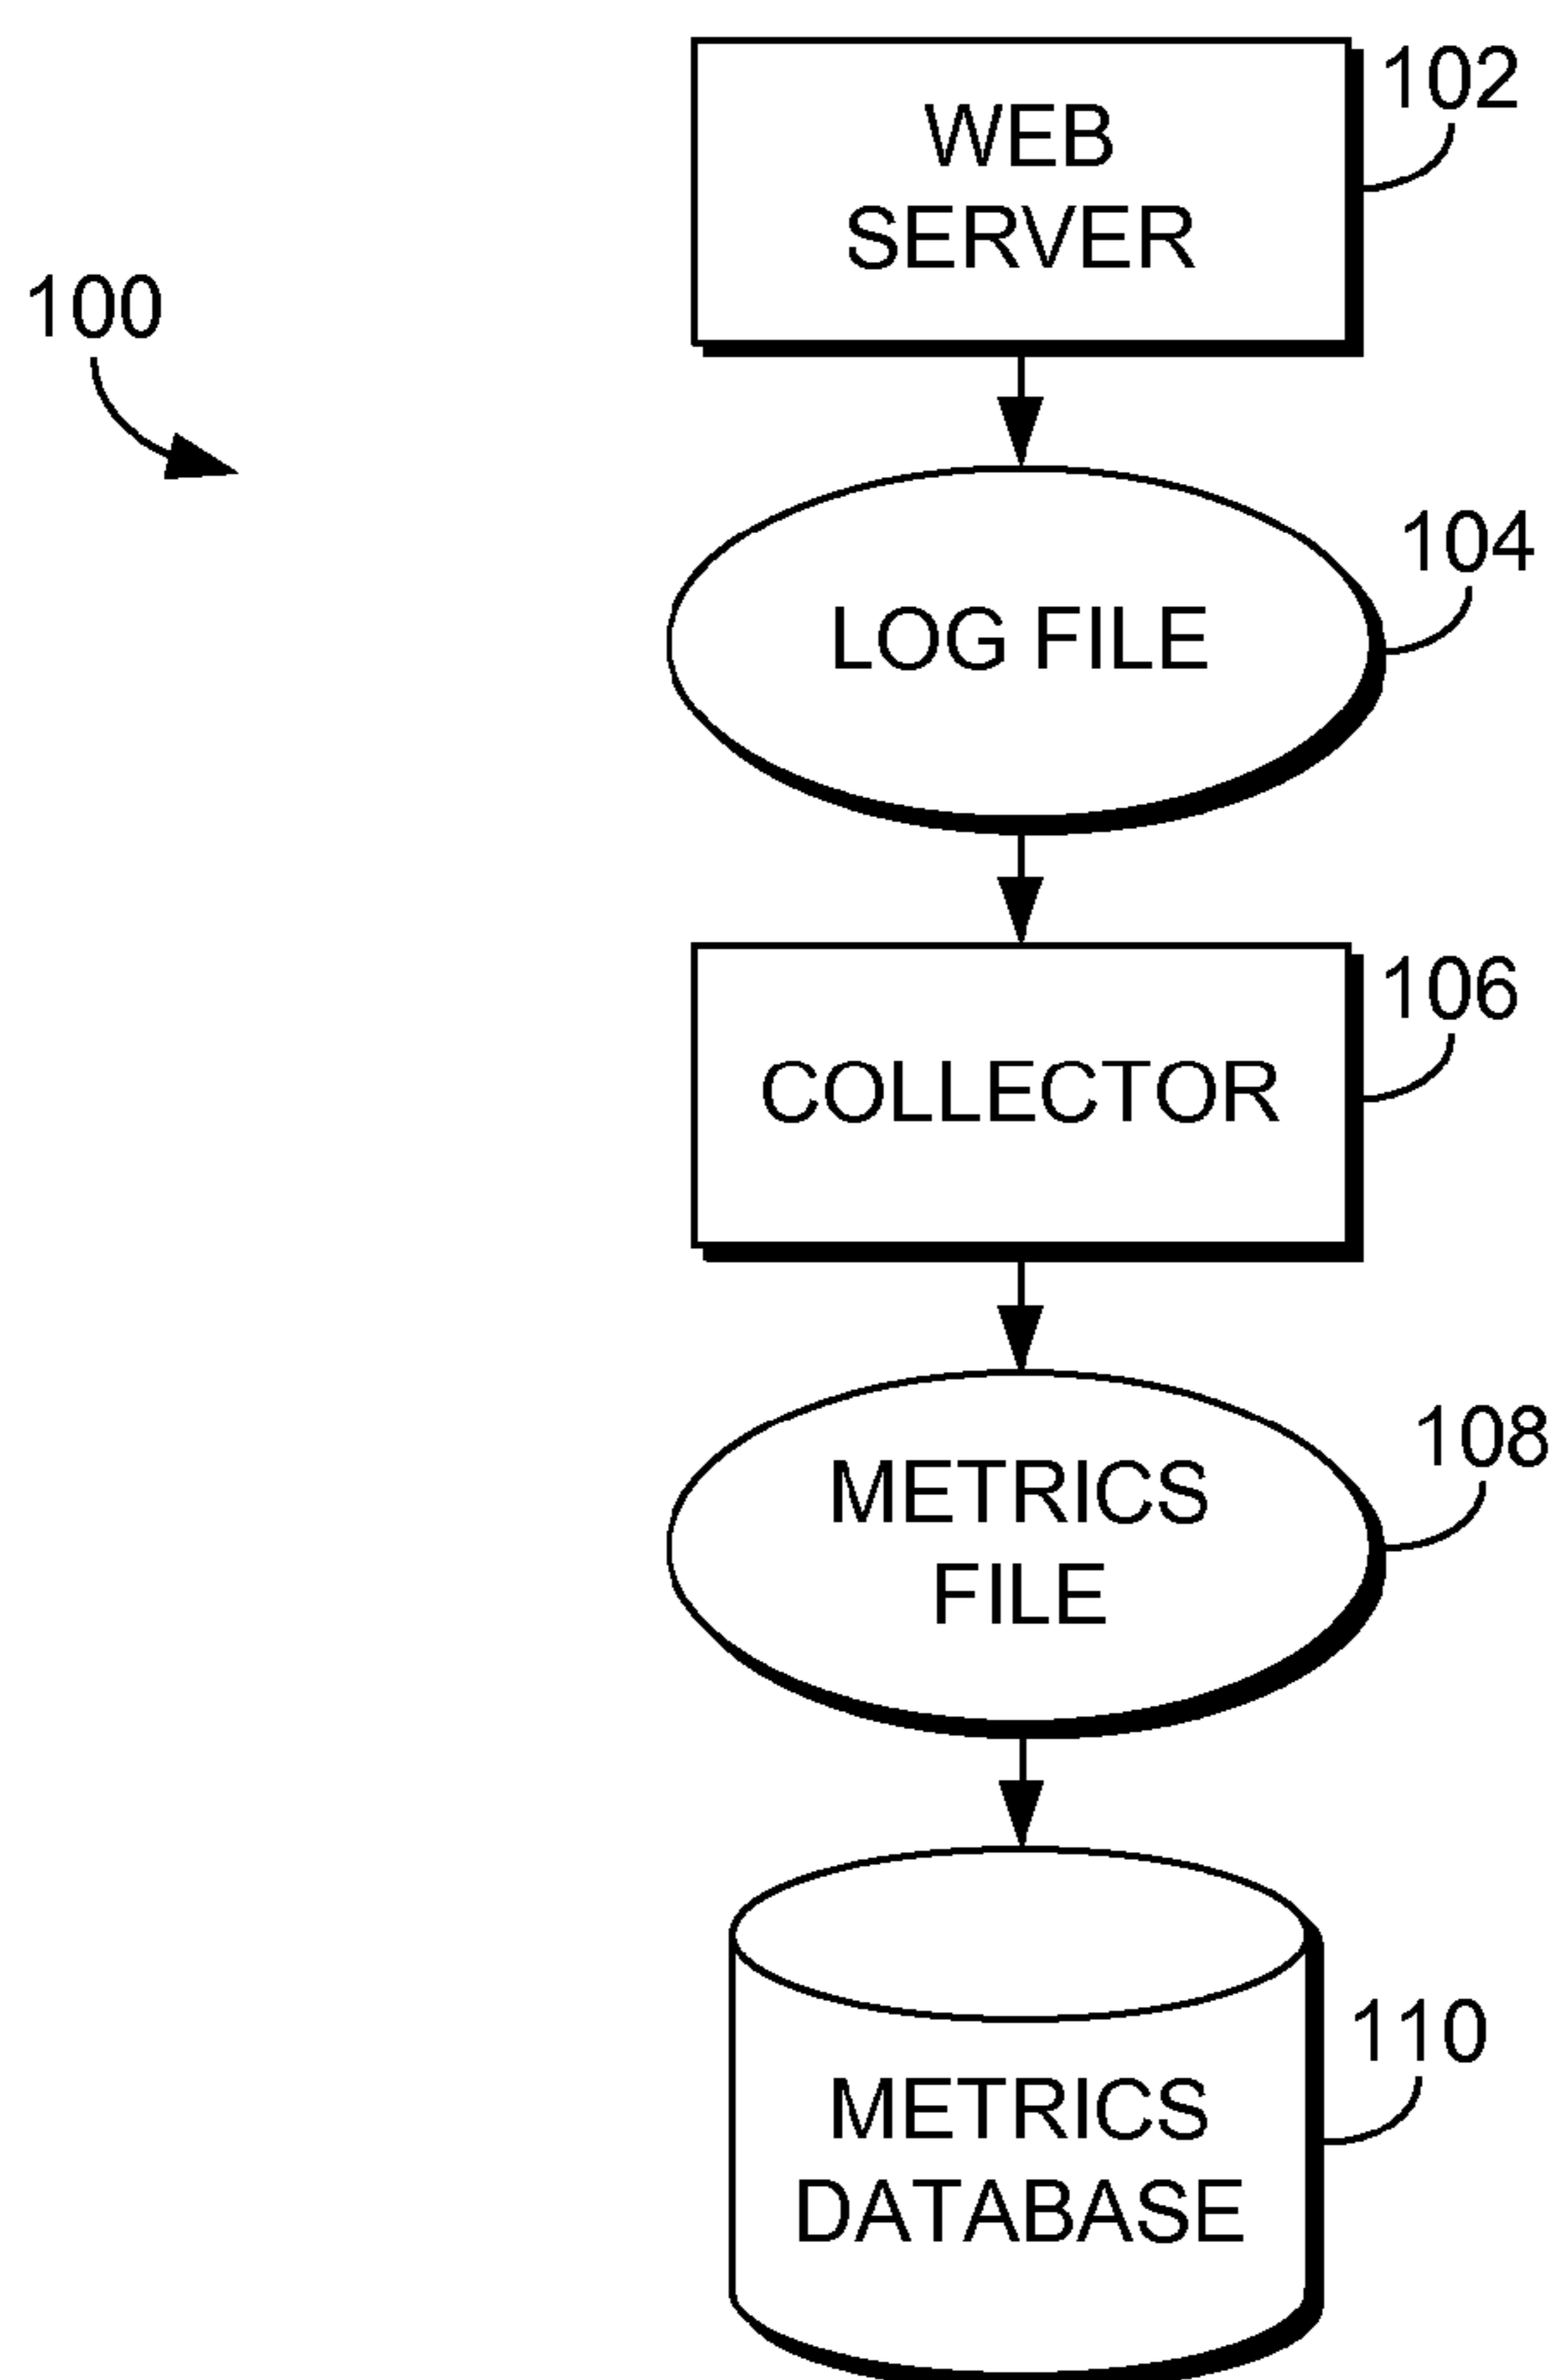 102
WEB
SERVER
100
104
LOG FILE
106
COLLECTOR
108
METRICS
FILE
110
METRICS
DATABASE